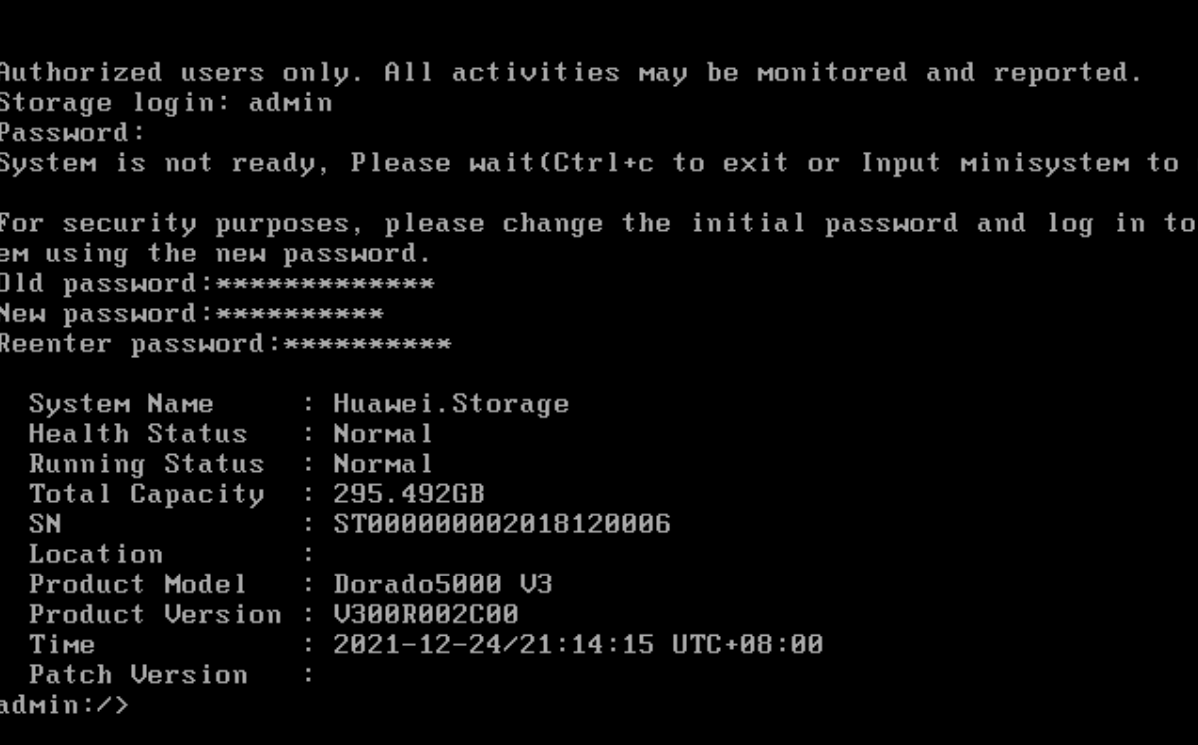 Authorized users only. All activities may be monitored and reported.
Storage login: admin
Password:
System is not ready, Please wait(Ctrl+c to exit or Input minisystem to
For security purposes, please change the initial password and log in to
em using the new password.
Old password:*************
New password:**********
Reenter password:**********
System Name : Huawei.Storage
Health Status : Normal
Running Status : Normal
Total Capacity : 295.492GB
SN : ST000000002018120006
Location :
Product Model : Dorado5000 V3
Product Version : V300R002C00
Time : 2021-12-24/21:14:15 UTC+08:00
Patch Version :
admin:/>